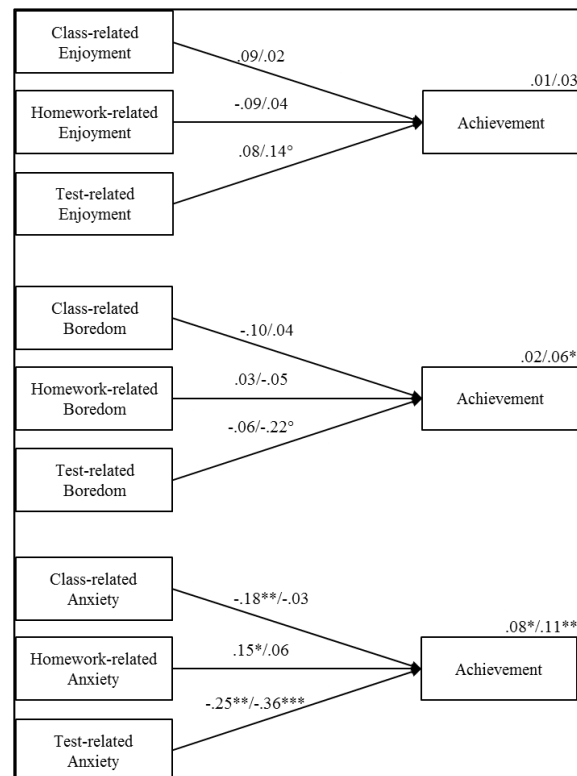 Class-related
Enjoyment
.09/.02
.01/.03
Homework-related
Enjoyment
-.09/.04
Achievement
.08/.14°
Test-related
Enjoyment
Class-related
Boredom
-.10/.04
.02/.06*
Homework-related
Boredom
.03/-.05
Achievement
-.06/-.22°
Test-related
Boredom
Class-related
Anxiety
-.18**/-.03
.08*/.11**
Homework-related
Anxiety
.15*/.06
Achievement
-.25**/-.36***
Test-related
Anxiety